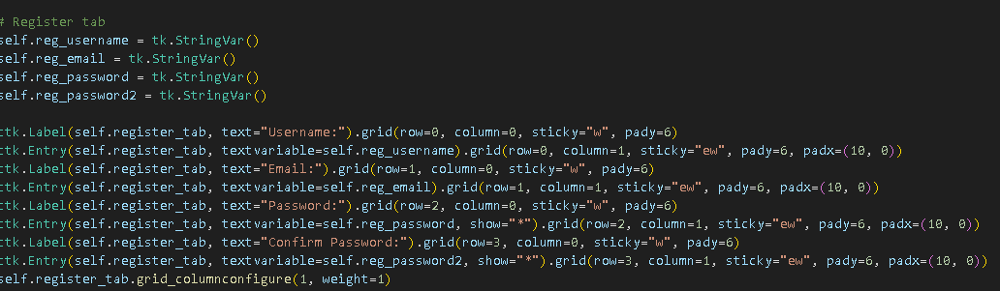 # Register tab
self.reg_username = tk.StringVar()
self.reg_email = tk.StringVar()
self.reg_password = tk.StringVar()
self.reg_password2 = tk.StringVar()
ttk.Label(self.register_tab, text="Username:").grid(row=0, column=0, sticky="w", pady=6)
ttk.Entry(self.register_tab, textvariable=self.reg_username).grid(row=0, column=1, sticky="ew", pady=6, padx=(10, 0))
ttk.Label(self.register_tab, text="Email:").grid(row=1, column=0, sticky="w", pady=6)
ttk.Entry(self.register_tab, textvariable=self.reg_email).grid(row=1, column=1, sticky="ew", pady=6, padx=(10, 0))
ttk.Label(self.register_tab, text="Password:").grid(row=2, column=0, sticky="w", pady=6)
ttk.Entry(self.register_tab, textvariable=self.reg_password, show="*").grid(row=2, column=1, sticky="ew", pady=6, padx=(10, 0))
ttk.Label(self.register_tab, text="Confirm Password:").grid(row=3, column=0, sticky="w", pady=6)
ttk.Entry(self.register_tab, textvariable=self.reg_password2, show="*").grid(row=3, column=1, sticky="ew", pady=6, padx=(10, 0))
self.register_tab.grid_columnconfigure(1, weight=1)